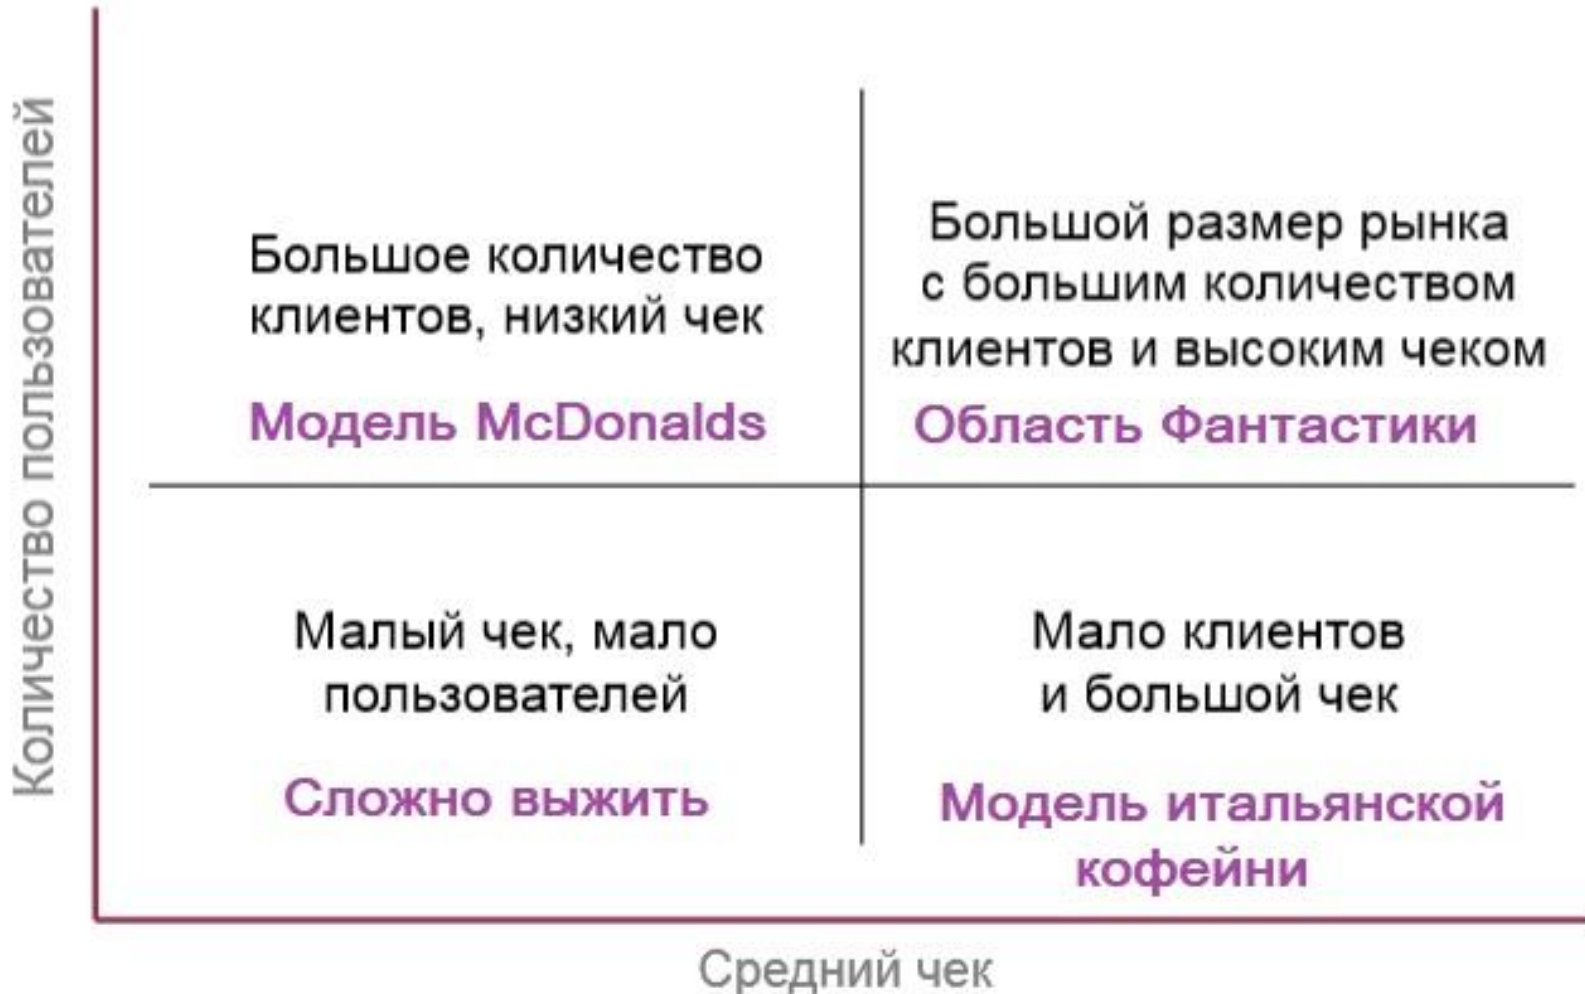 Количество пользователей
Большое количество
клиентов, низкий чек
Модель McDonalds
Большой размер рынка
с большим количеством
клиентов и высоким чеком
Область Фантастики
Малый чек, мало
пользователей
Сложно выжить
Мало клиентов
и большой чек
Модель итальянской
кофейни
Средний чек